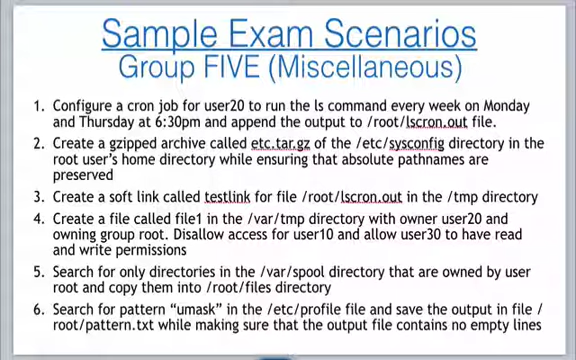 Sample Exam Scenarios
Group FIVE (Miscellaneous)
1. Configure a cron job for user20 to run the ls command every week on Monday
and Thursday at 6:30pm and append the output to /root/lscron.out file.
2. Create a gzipped archive called etc.tar.gz of the /etc/sysconfig directory in the
root user's home directory while ensuring that absolute pathnames are
preserved
3. Create a soft link called testlink for file /root/lscron.out in the /tmp directory
4. Create a file called file1 in the /var/tmp directory with owner user20 and
owning group root. Disallow access for user10 and allow user30 to have read
and write permissions
5. Search for only directories in the /var/spool directory that are owned by user
root and copy them into /root/files directory
6. Search for pattern "umask" in the /etc/profile file and save the output in file /
root/pattern.txt while making sure that the output file contains no empty lines